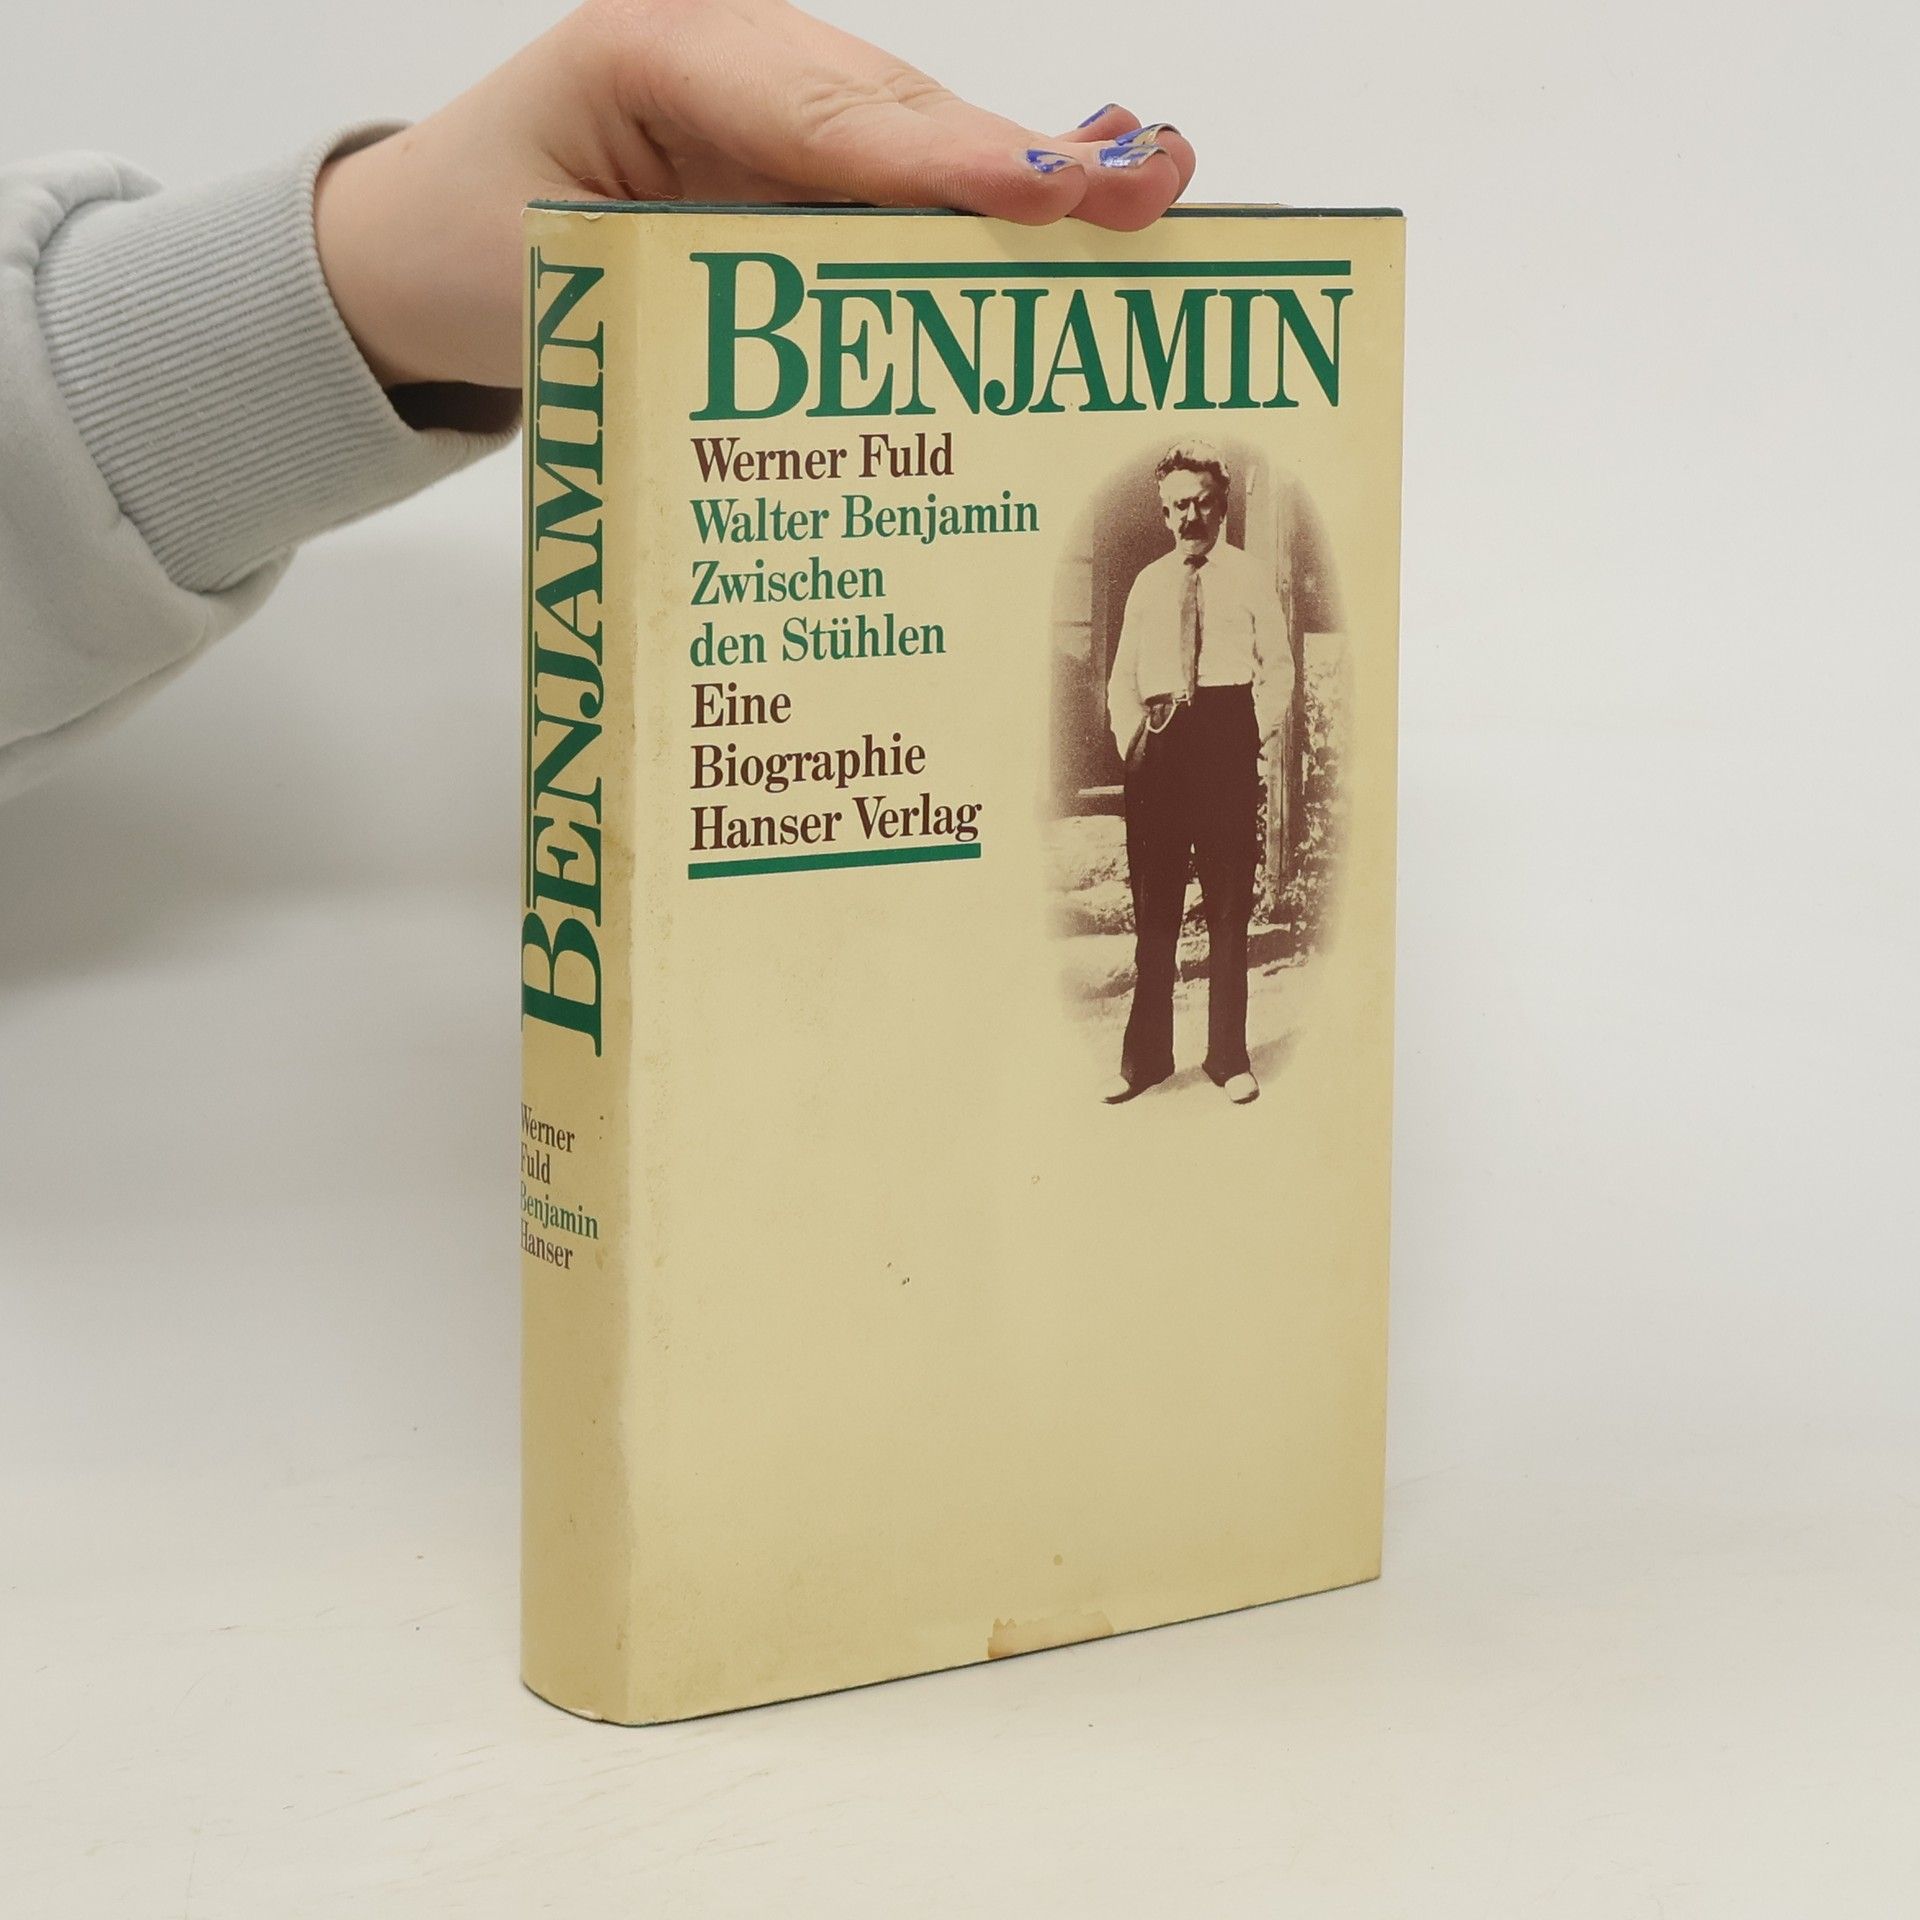 BENJAMIN
Werner Fuld
Walter Benjamin
Zwischen
den Stühlen
Eine
Biographie
Hanser Verlag
BENJAMIN
Werner
Fuld
Benjamin
Hanser